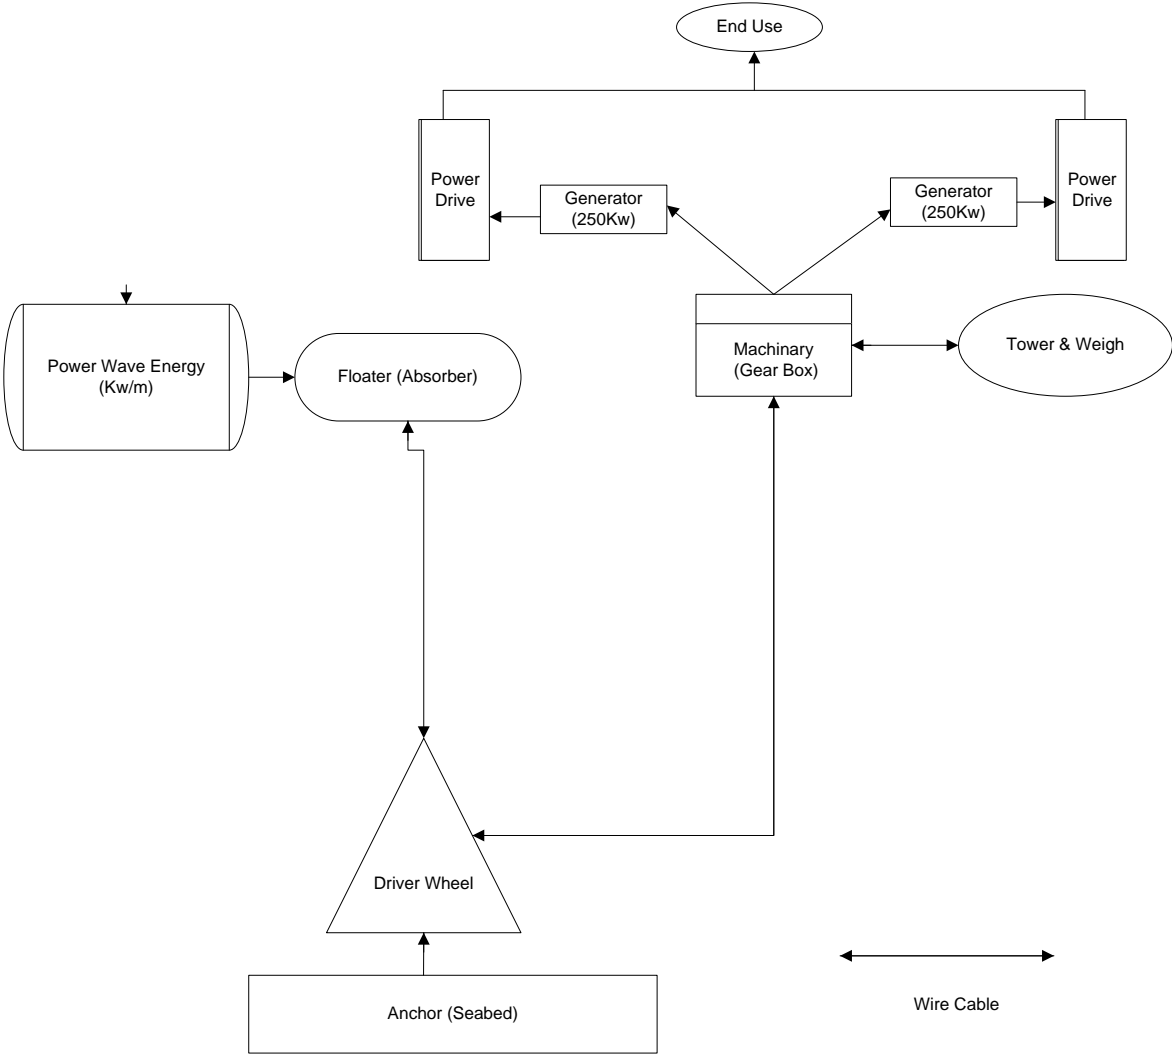 End Use
Power
Drive
Generator
(250Kw)
Generator
(250Kw)
Power
Drive
Power Wave Energy
(Kw/m)
Floater (Absorber)
Machinary
(Gear Box)
Tower & Weigh
Driver Wheel
Anchor (Seabed)
Wire Cable